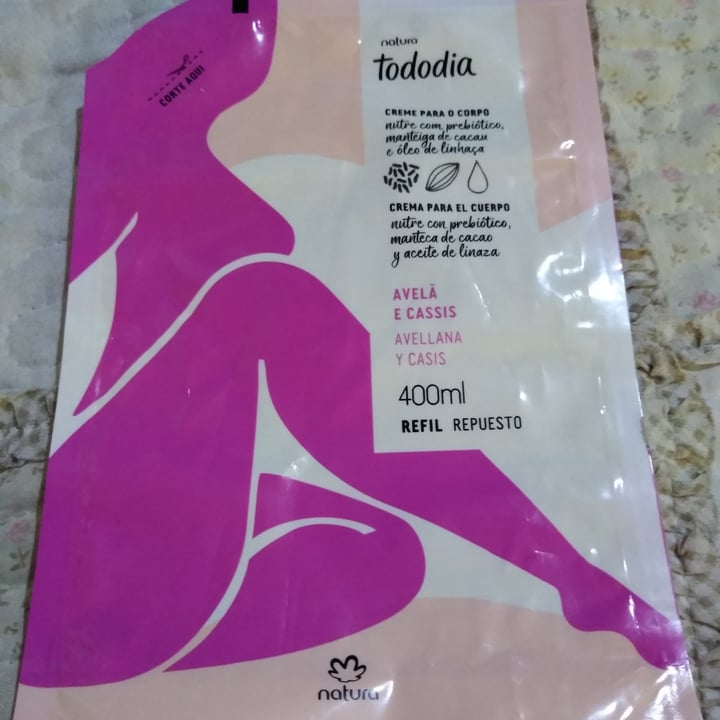 CORTE AQUI
natura
tododia
CREME PARA O CORPO
nutre com prebiótico,
manteiga de cacau
e óleo de linhaça
CREMA PARA EL CUERPO
nutre con prebiótico,
manteca de cacao
y aceite de linaza
AVELÃ
E CASSIS
AVELLANA
Y CASIS
400ml
REFIL REPUESTO
natura